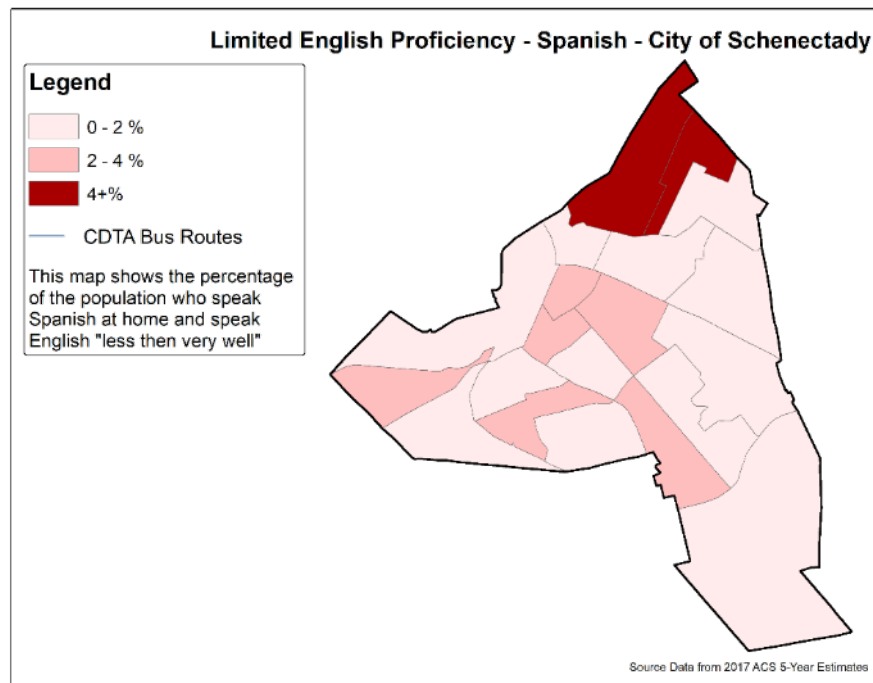 Limited English Proficiency - Spanish - City of Schenectady
Legend
0 - 2 %
2 - 4 %
4+%
CDTA Bus Routes
This map shows the percentage
of the population who speak
Spanish at home and speak
English "less then very well"
Source Data from 2017 ACS 5-Year Estimates